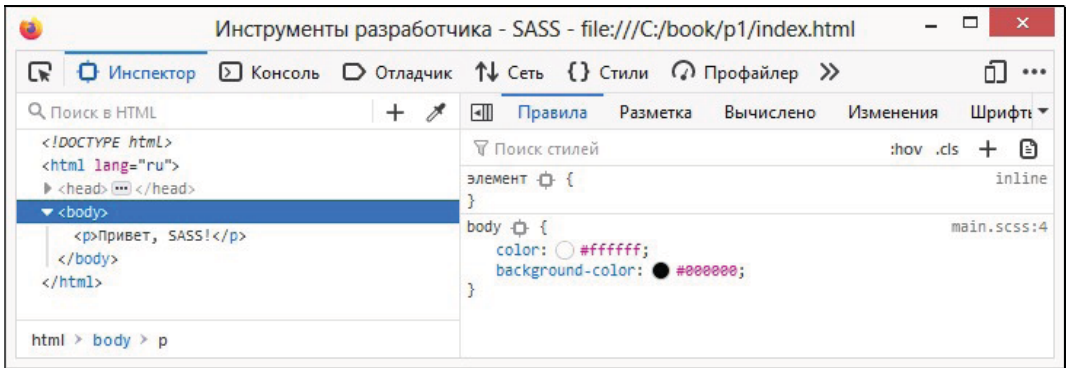 Инструменты разработчика - SASS - file:///C:/book/p1/index.html
Инспектор Консоль Отладчик Сеть {} Стили Профайлер
Поиск в HTML
<!DOCTYPE html>
<html lang="ru">
<head> ••• </head>
<body>
<p>Привет, SASS!</p>
</body>
</html>
html > body > p
Правила Разметка Вычислено Изменения Шрифты
Поиск стилей :hov .cls +
элемент { inline
}
body { main.scss:4
color: #ffffff;
background-color: #000000;
}